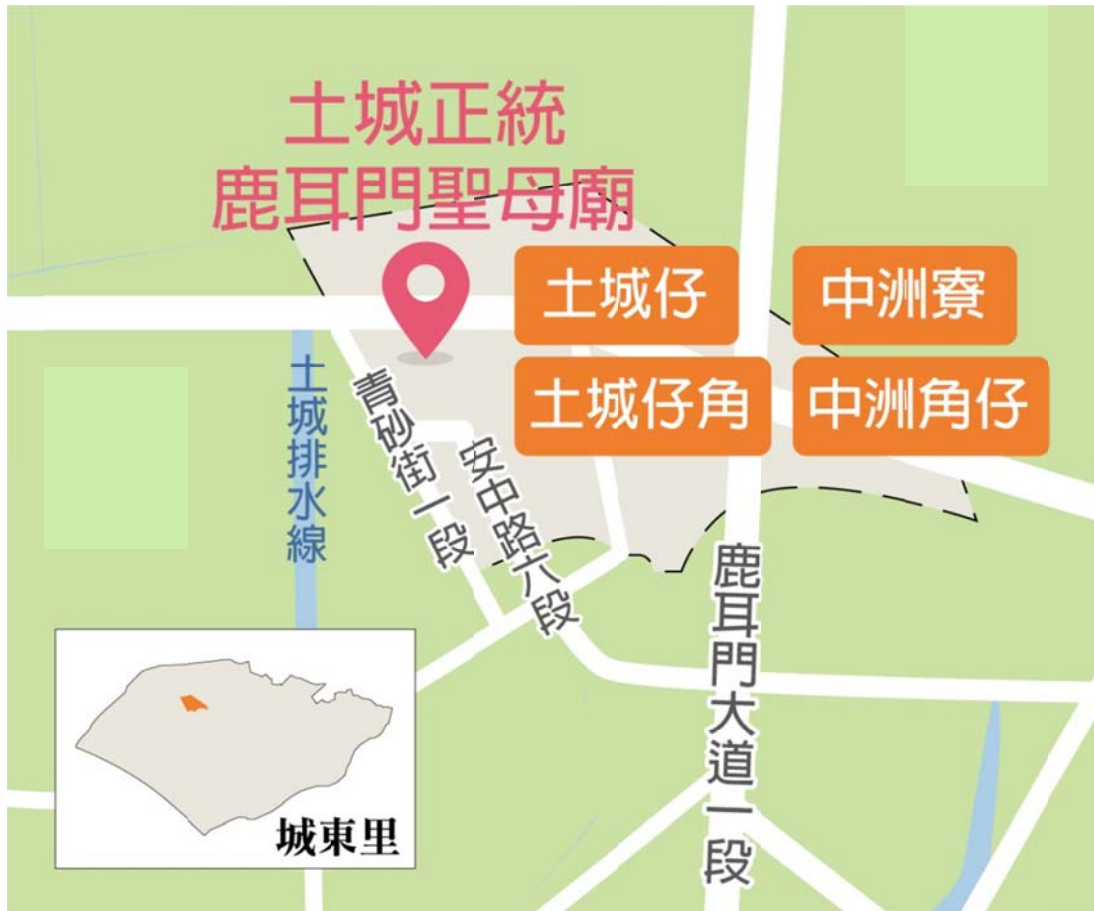 土城正統
鹿耳門聖母廟
土城仔
中洲寮
土城仔角
中洲角仔
土城排水線
青砂街一段
安中路六段
鹿耳門大道一段
城東里